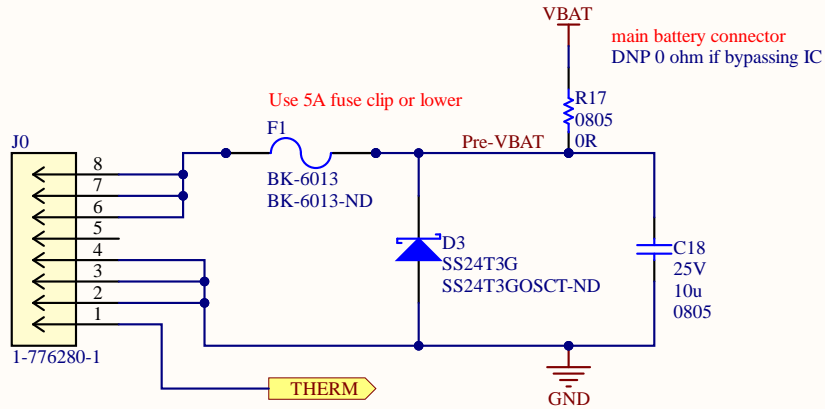 VBAT
main battery connector
DNP 0 ohm if bypassing IC
R17
0805
0R
Use 5A fuse clip or lower
F1
BK-6013
BK-6013-ND
Pre-VBAT
J0
8
7
6
5
4
3
2
1
1-776280-1
D3
SS24T3G
SS24T3GOSCT-ND
C18
25V
10u
0805
THERM
GND